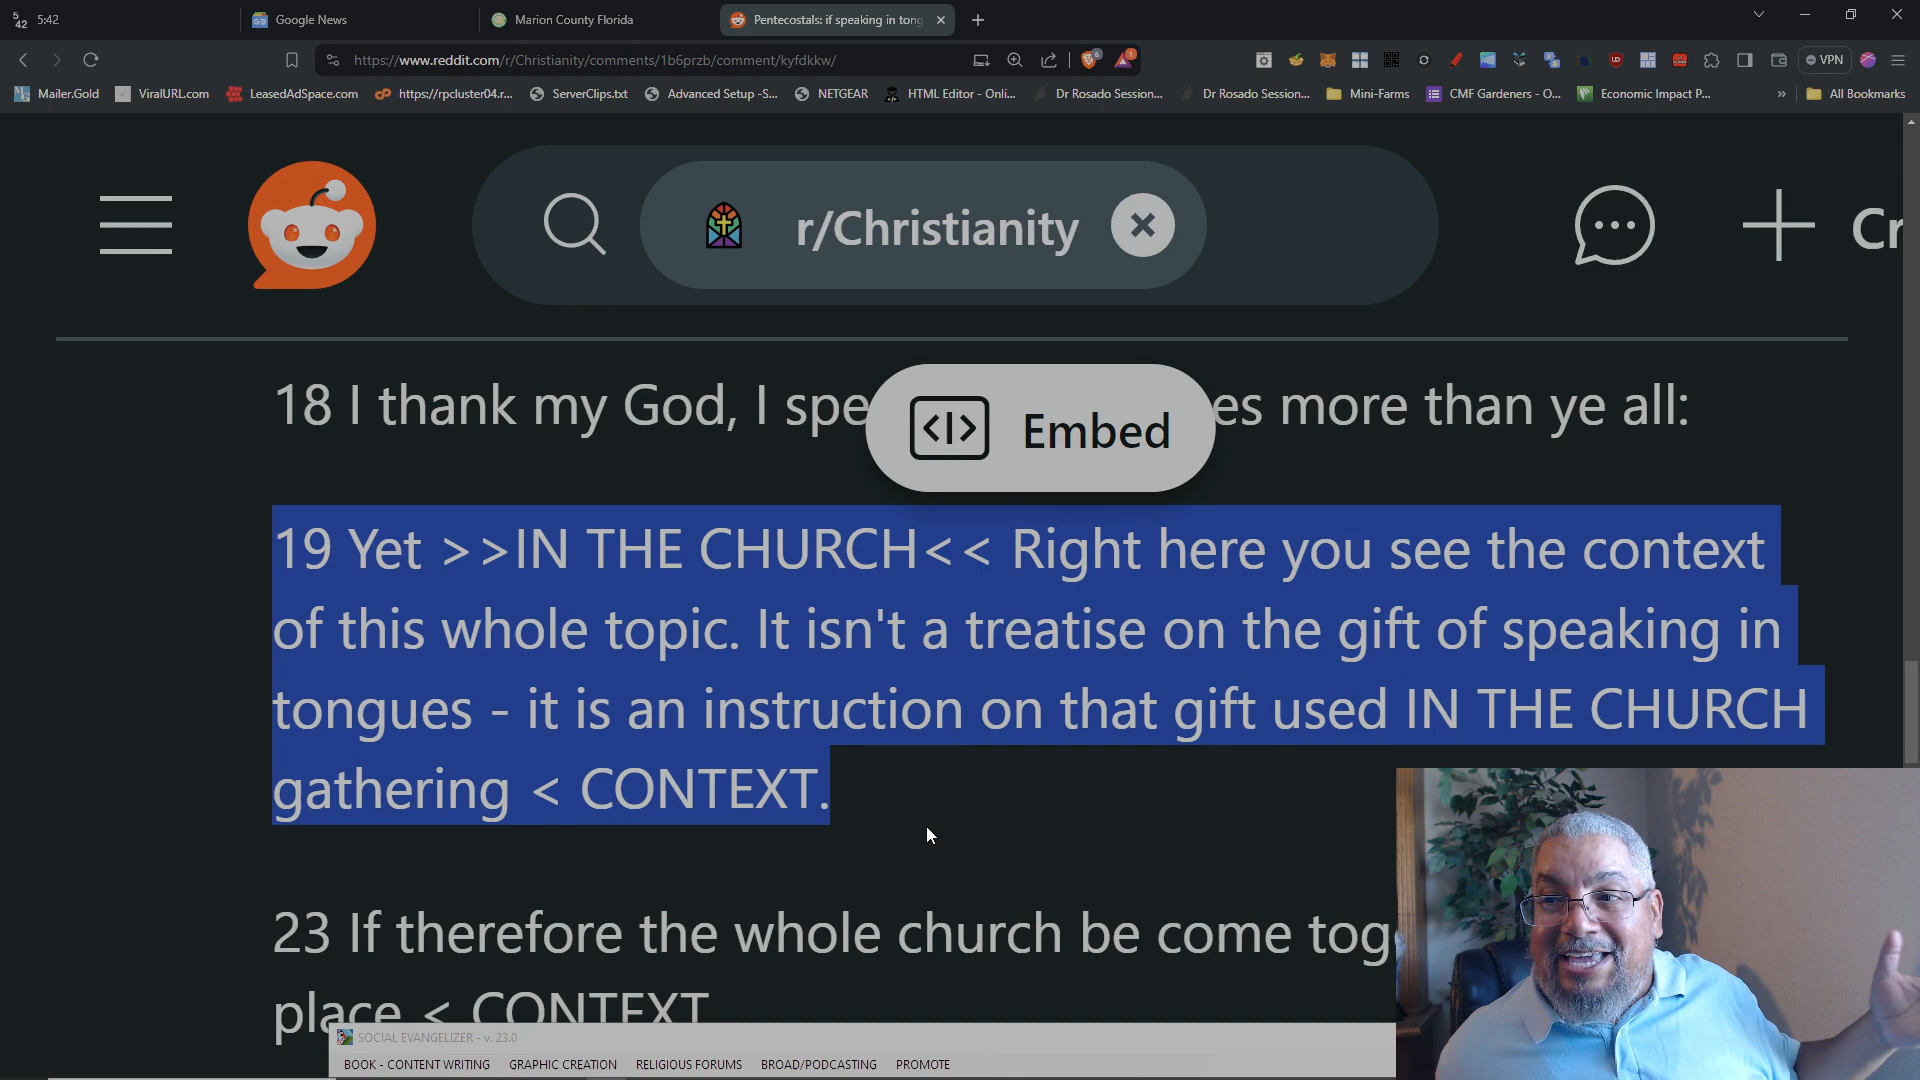 5:42
Google News
Marion County Florida
Pentecostals: if speaking in tong
https://www.reddit.com/r/Christianity/comments/1b6przb/comment/kyfdkkw/
VPN
Mailer.Gold
ViralURL.com
LeasedAdSpace.com
https://rpcluster04.r...
ServerClips.txt
Advanced Setup -S...
NETGEAR
HTML Editor - Onli...
Dr Rosado Session...
Dr Rosado Session...
Mini-Farms
CMF Gardeners - O...
Economic Impact P...
All Bookmarks
r/Christianity
Cr
18 I thank my God, I spe
es more than ye all:
Embed
19 Yet >>IN THE CHURCH<< Right here you see the context
of this whole topic. It isn't a treatise on the gift of speaking in
tongues - it is an instruction on that gift used IN THE CHURCH
gathering < CONTEXT.
23 If therefore the whole church be come toge
place < CONTEXT
SOCIAL EVANGELIZER - v. 23.0
BOOK - CONTENT WRITING GRAPHIC CREATION RELIGIOUS FORUMS BROAD/PODCASTING PROMOTE